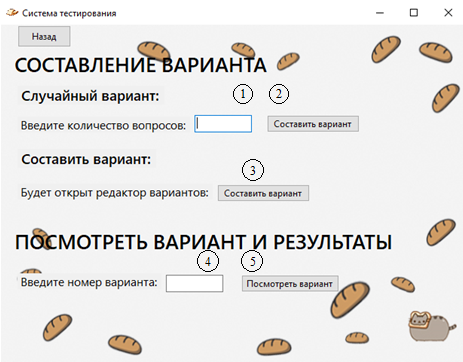 Система тестирования
Назад
СОСТАВЛЕНИЕ ВАРИАНТА
Случайный вариант:
1 2
Введите количество вопросов: Составить вариант
Составить вариант:
3
Будет открыт редактор вариантов: Составить вариант
ПОСМОТРЕТЬ ВАРИАНТ И РЕЗУЛЬТАТЫ
4 5
Введите номер варианта: Посмотреть вариант